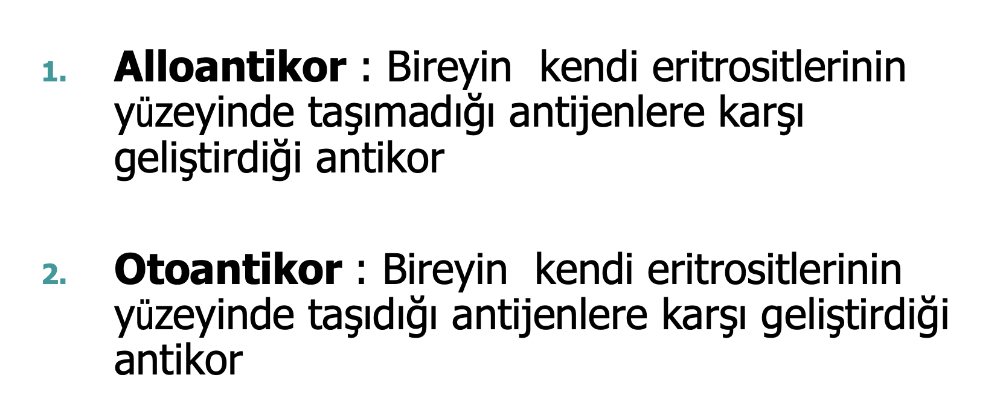 1. Alloantikor : Bireyin  kendi eritrositlerinin
yüzeyinde taşımadığı antijenlere karşı
geliştirdiği antikor
2. Otoantikor : Bireyin  kendi eritrositlerinin
yüzeyinde taşıdığı antijenlere karşı geliştirdiği
antikor